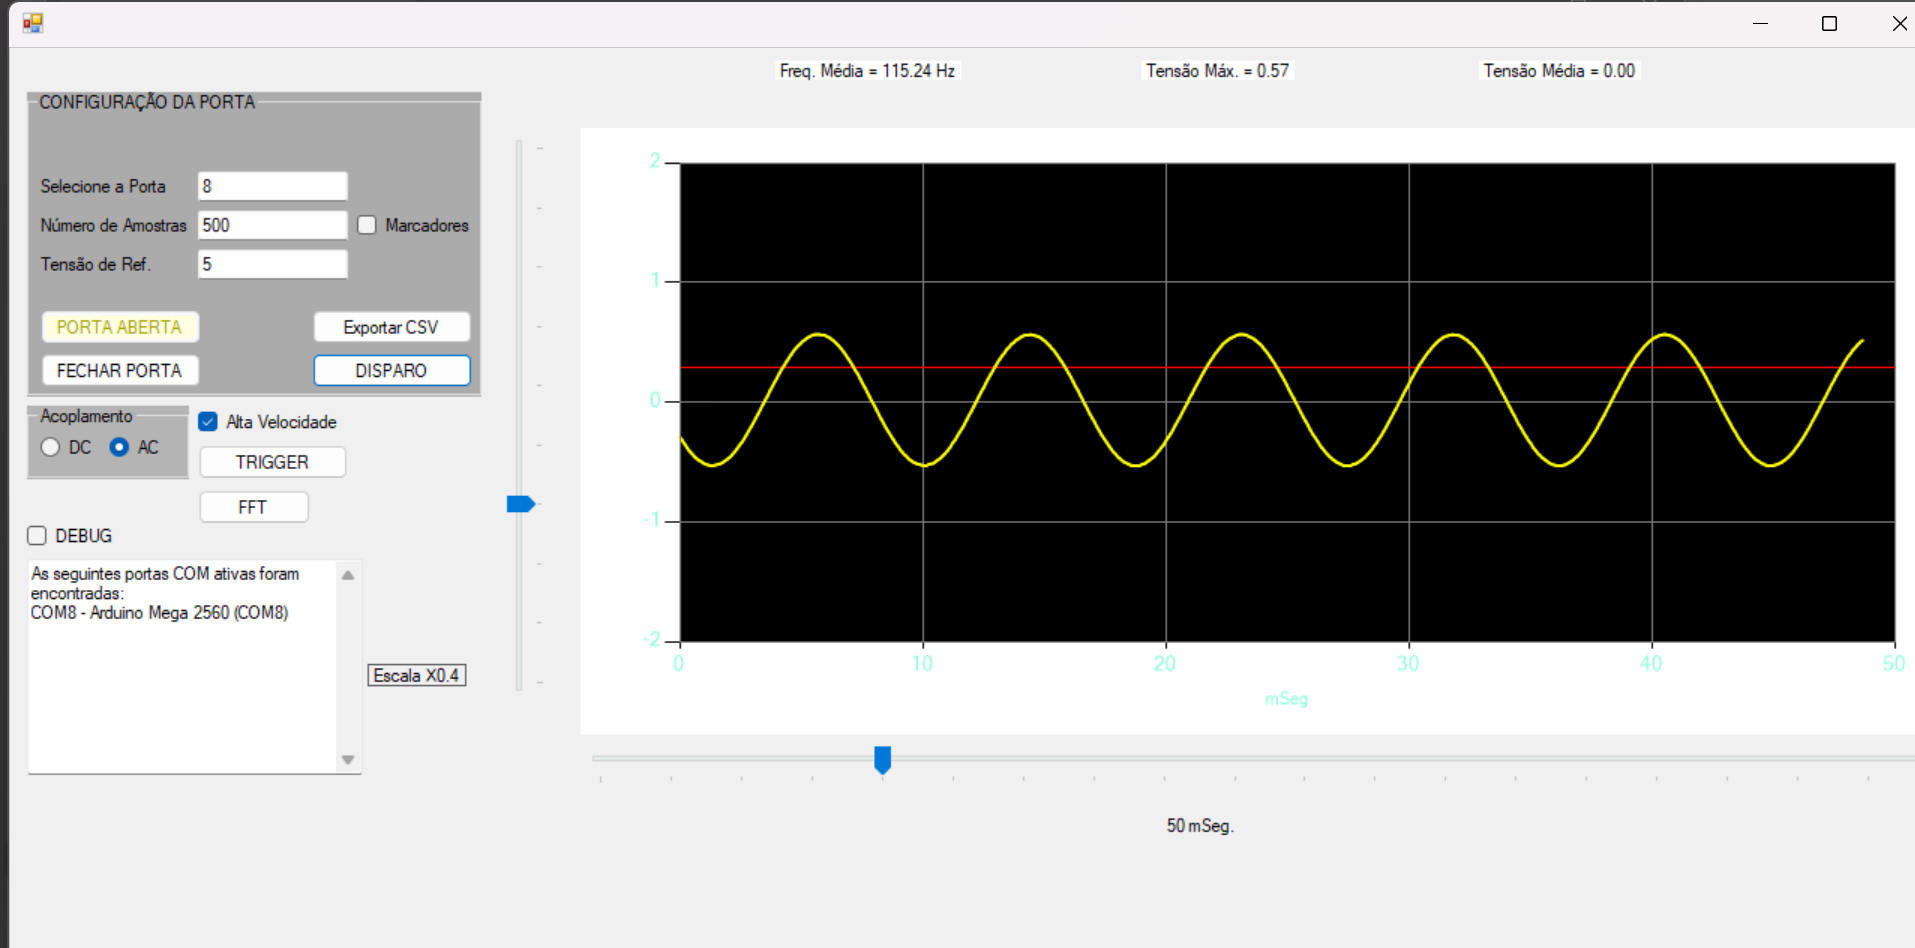 Freq. Média = 115.24 Hz
Tensão Máx. = 0.57
Tensão Média = 0.00
CONFIGURAÇÃO DA PORTA
Selecione a Porta 8
Número de Amostras 500 Marcadores
Tensão de Ref. 5
PORTA ABERTA Exportar CSV
FECHAR PORTA DISPARO
Acoplamento
DC AC
Alta Velocidade
TRIGGER
FFT
DEBUG
As seguintes portas COM ativas foram
encontradas:
COM8 - Arduino Mega 2560 (COM8)
Escala X0.4
2
1
0
-1
-2
0 10 20 30 40 50
mSeg
50 mSeg.